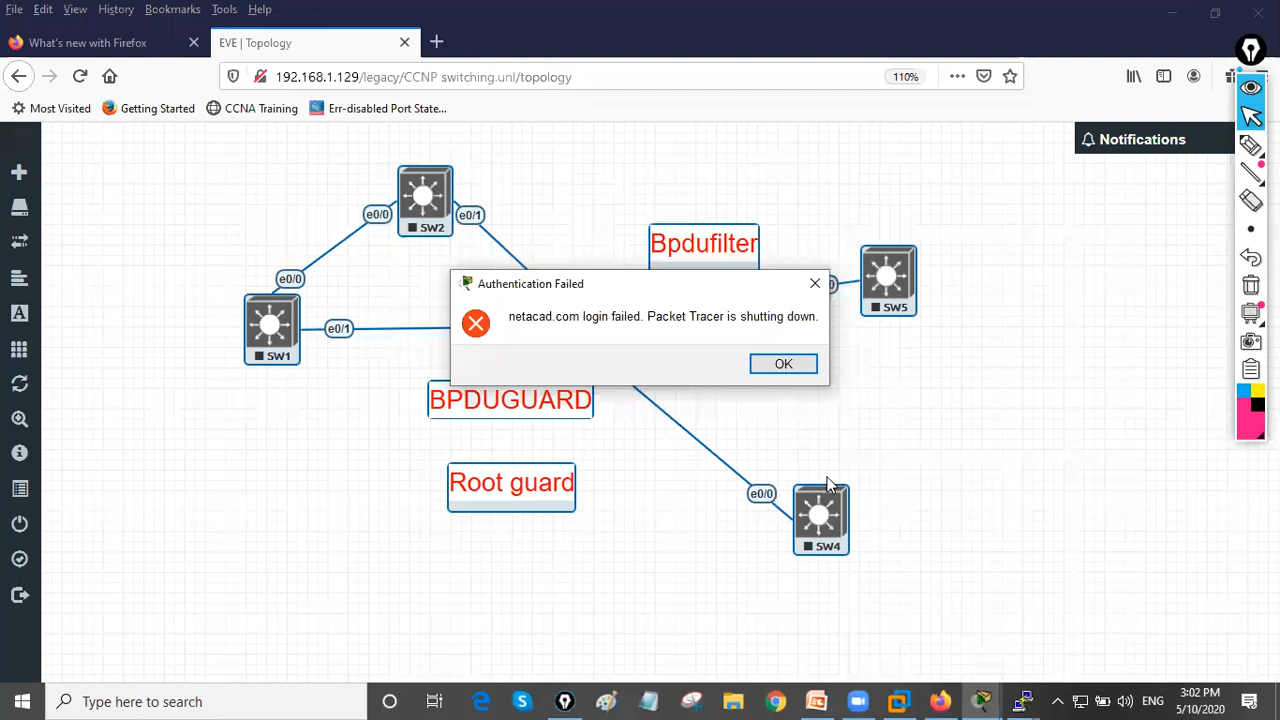 File Edit View History Bookmarks Tools Help
What's new with Firefox
EVE | Topology
192.168.1.129/legacy/CCNP switching.unl/topology
110%
Most Visited
Getting Started
CCNA Training
Err-disabled Port State...
Notifications
SW2
e0/0
e0/1
Bpdufilter
e0/0
SW1
e0/1
SW5
Authentication Failed
netacad.com login failed. Packet Tracer is shutting down.
OK
BPDUGUARD
Root guard
e0/0
SW4
Type here to search
ENG
3:02 PM
5/10/2020